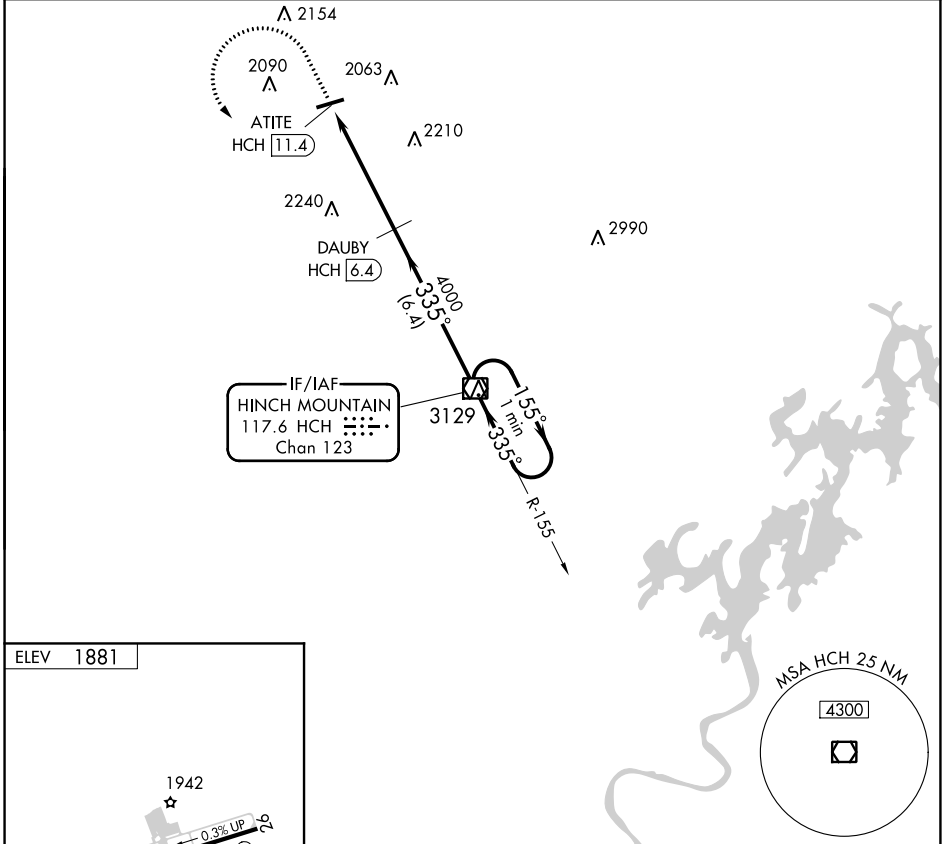 2154
2090
2063
ATITE
HCH 11.4
2210
2240
2990
DAUBY
HCH 6.4
4000
335°
(6.4)
IF/IAF
HINCH MOUNTAIN
117.6 HCH
Chan 123
3129
155°
1 min
335°
R-155
ELEV 1881
MSA HCH 25 NM
4300
1942
0.3% UP
26